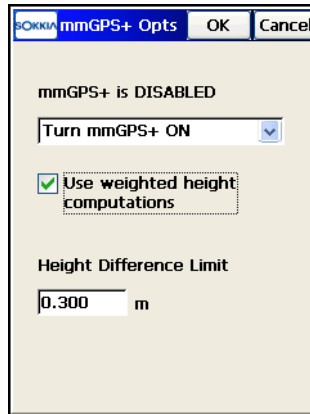 SOKKIA mmGPS+ Opts OK Cancel
mmGPS+ is DISABLED
Turn mmGPS+ ON
Use weighted height
computations
Height Difference Limit
0.300 m